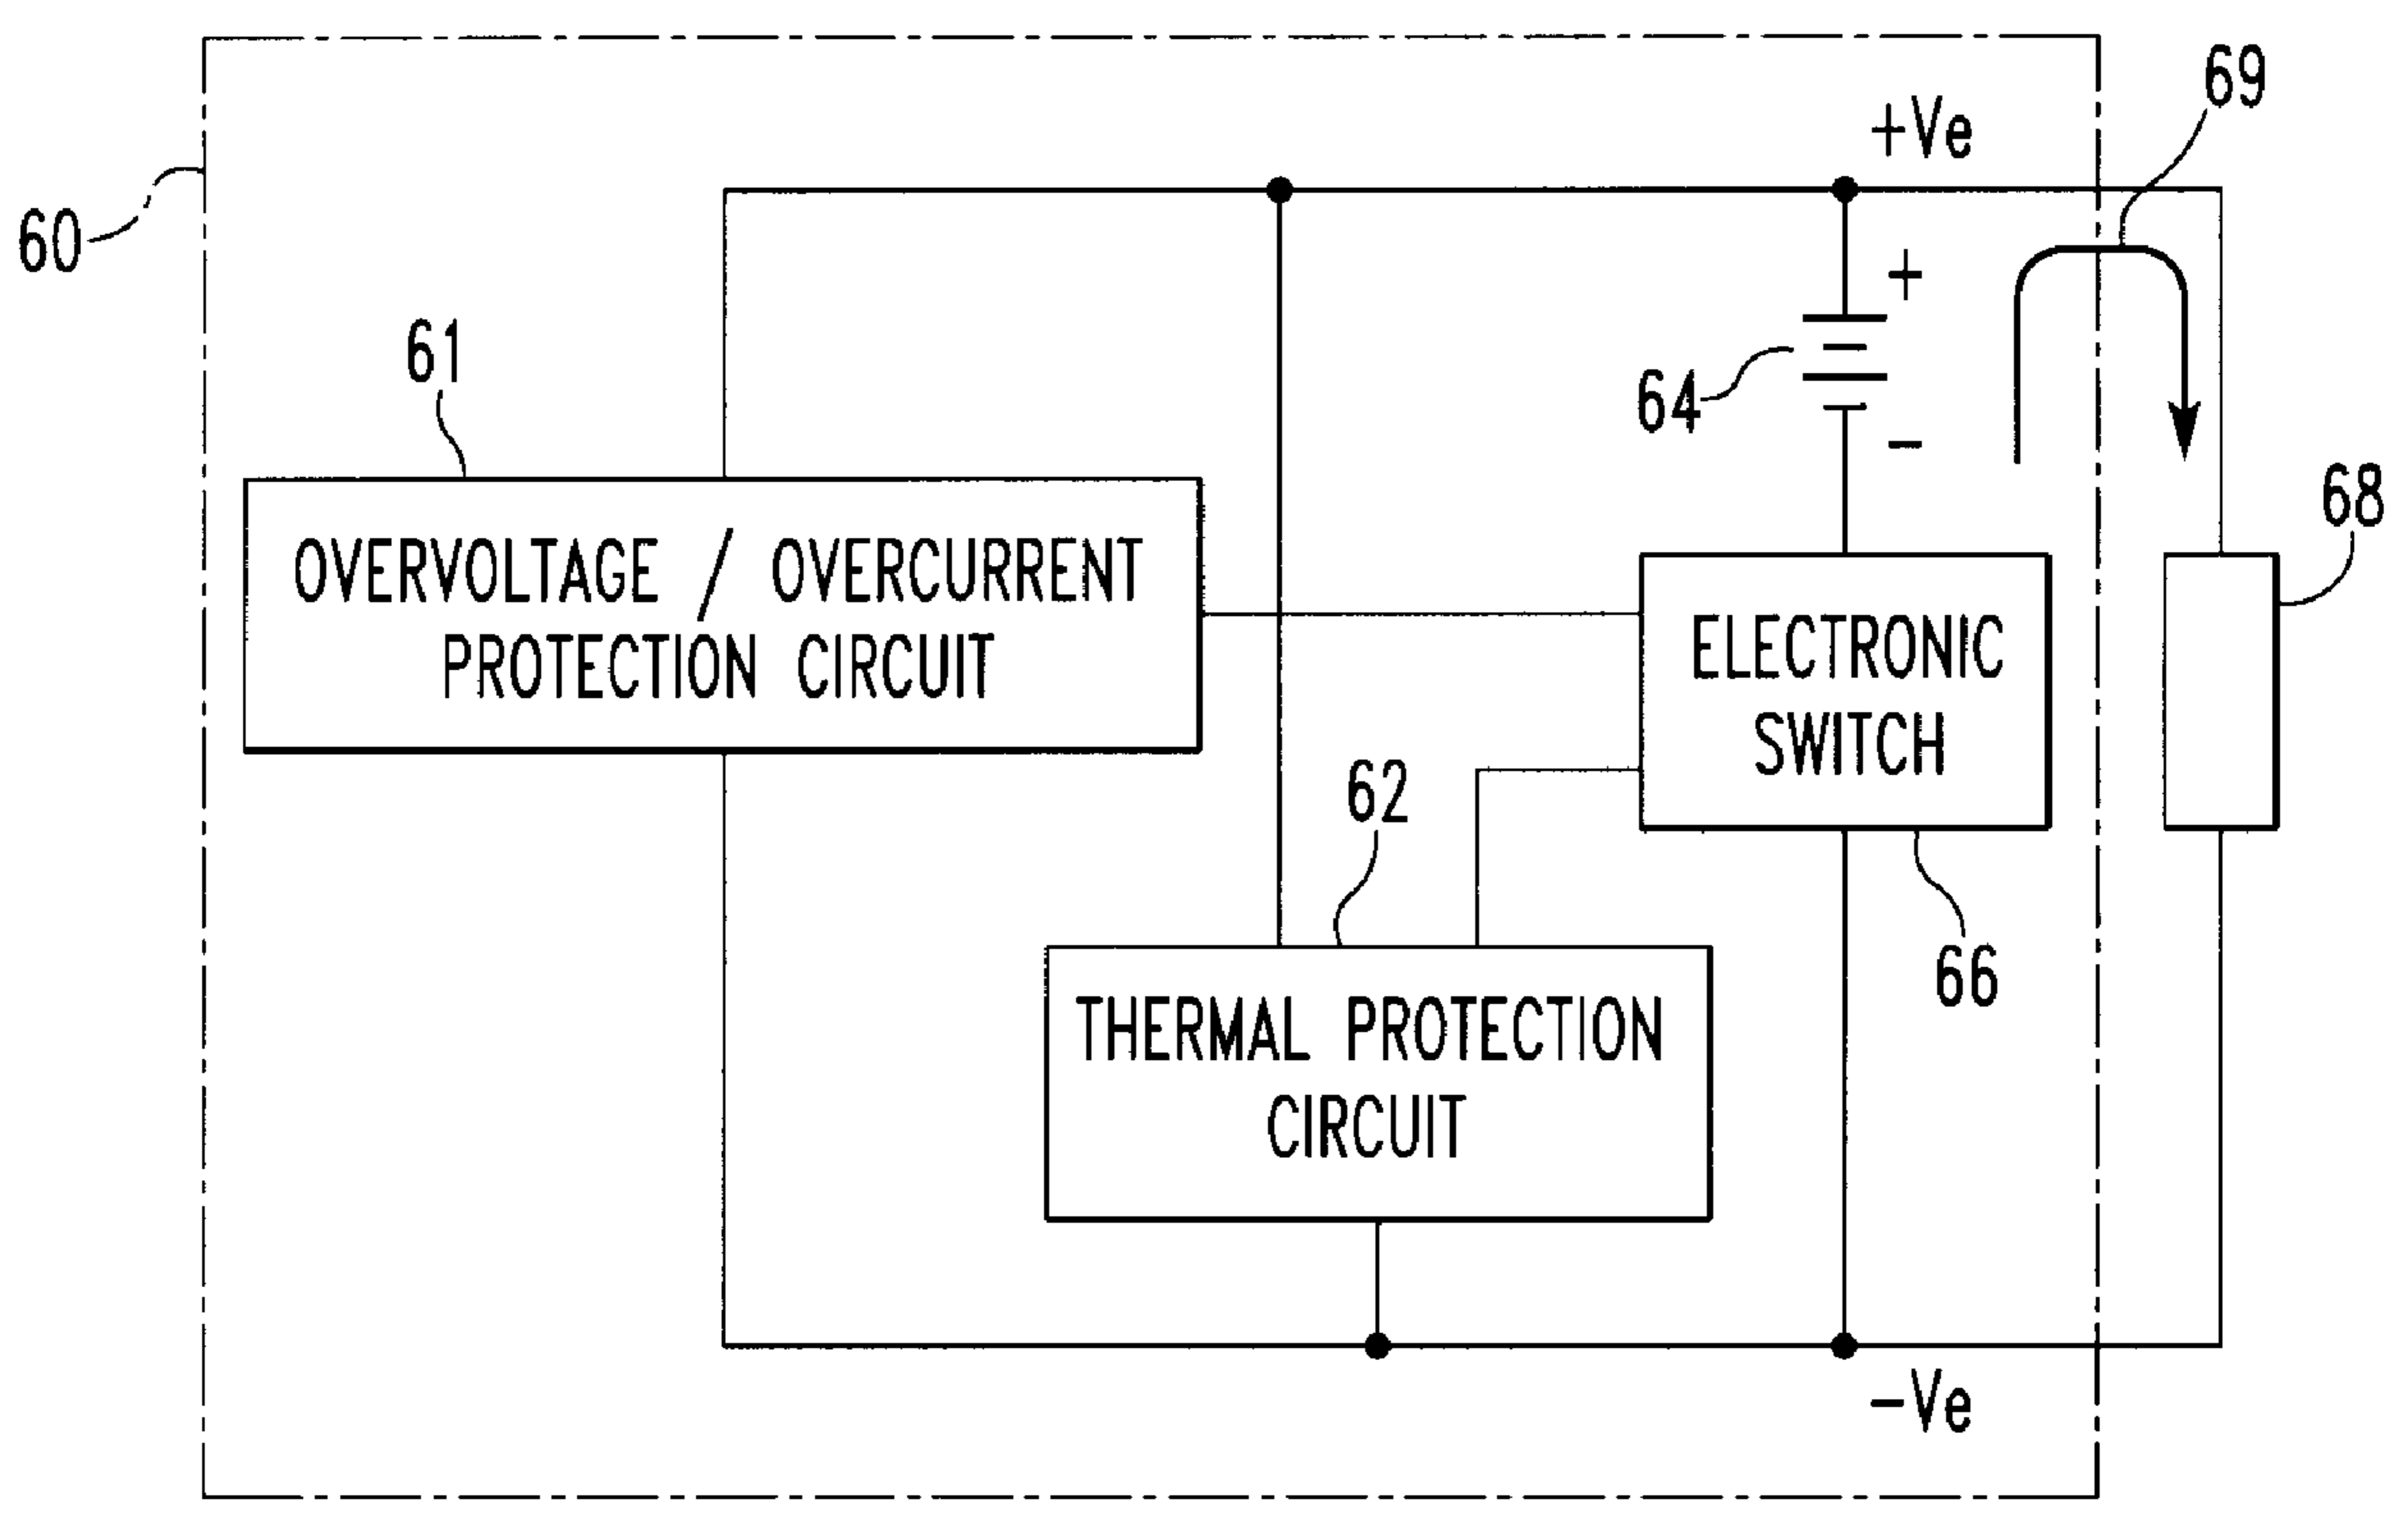 69
+Ve
60
+
61
64
-
68
OVERVOLTAGE / OVERCURRENT
PROTECTION CIRCUIT
ELECTRONIC
SWITCH
62
66
THERMAL PROTECTION
CIRCUIT
-Ve